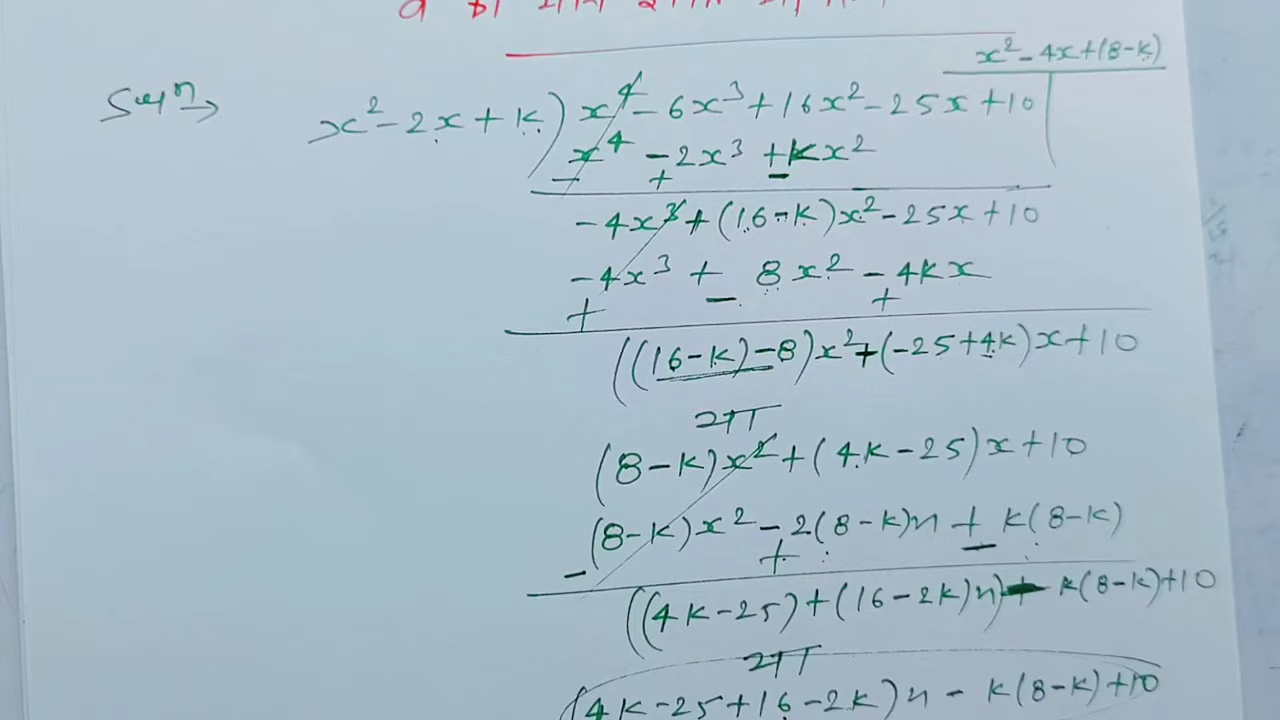 x² - 4x + (8-k)
x² - 2x + k ) x⁴ - 6x³ + 16x² - 25x + 10
x⁴ - 2x³ + kx²
- + -
-4x³ + (16-k)x² - 25x + 10
-4x³ + 8x² - 4kx
+ - +
((16-k)-8)x² + (-25+4k)x + 10
या
(8-k)x² + (4k-25)x + 10
(8-k)x² - 2(8-k)x + k(8-k)
- + -
((4k-25)+(16-2k)x) - k(8-k)+10
या
(4k-25+16-2k)x - k(8-k)+10